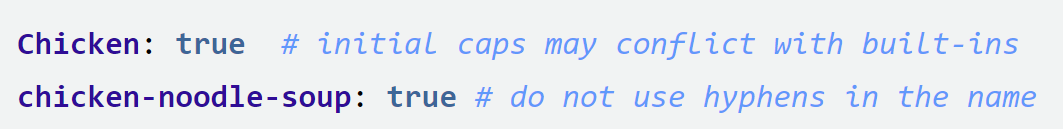 Chicken: true  # initial caps may conflict with built-ins
chicken-noodle-soup: true # do not use hyphens in the name